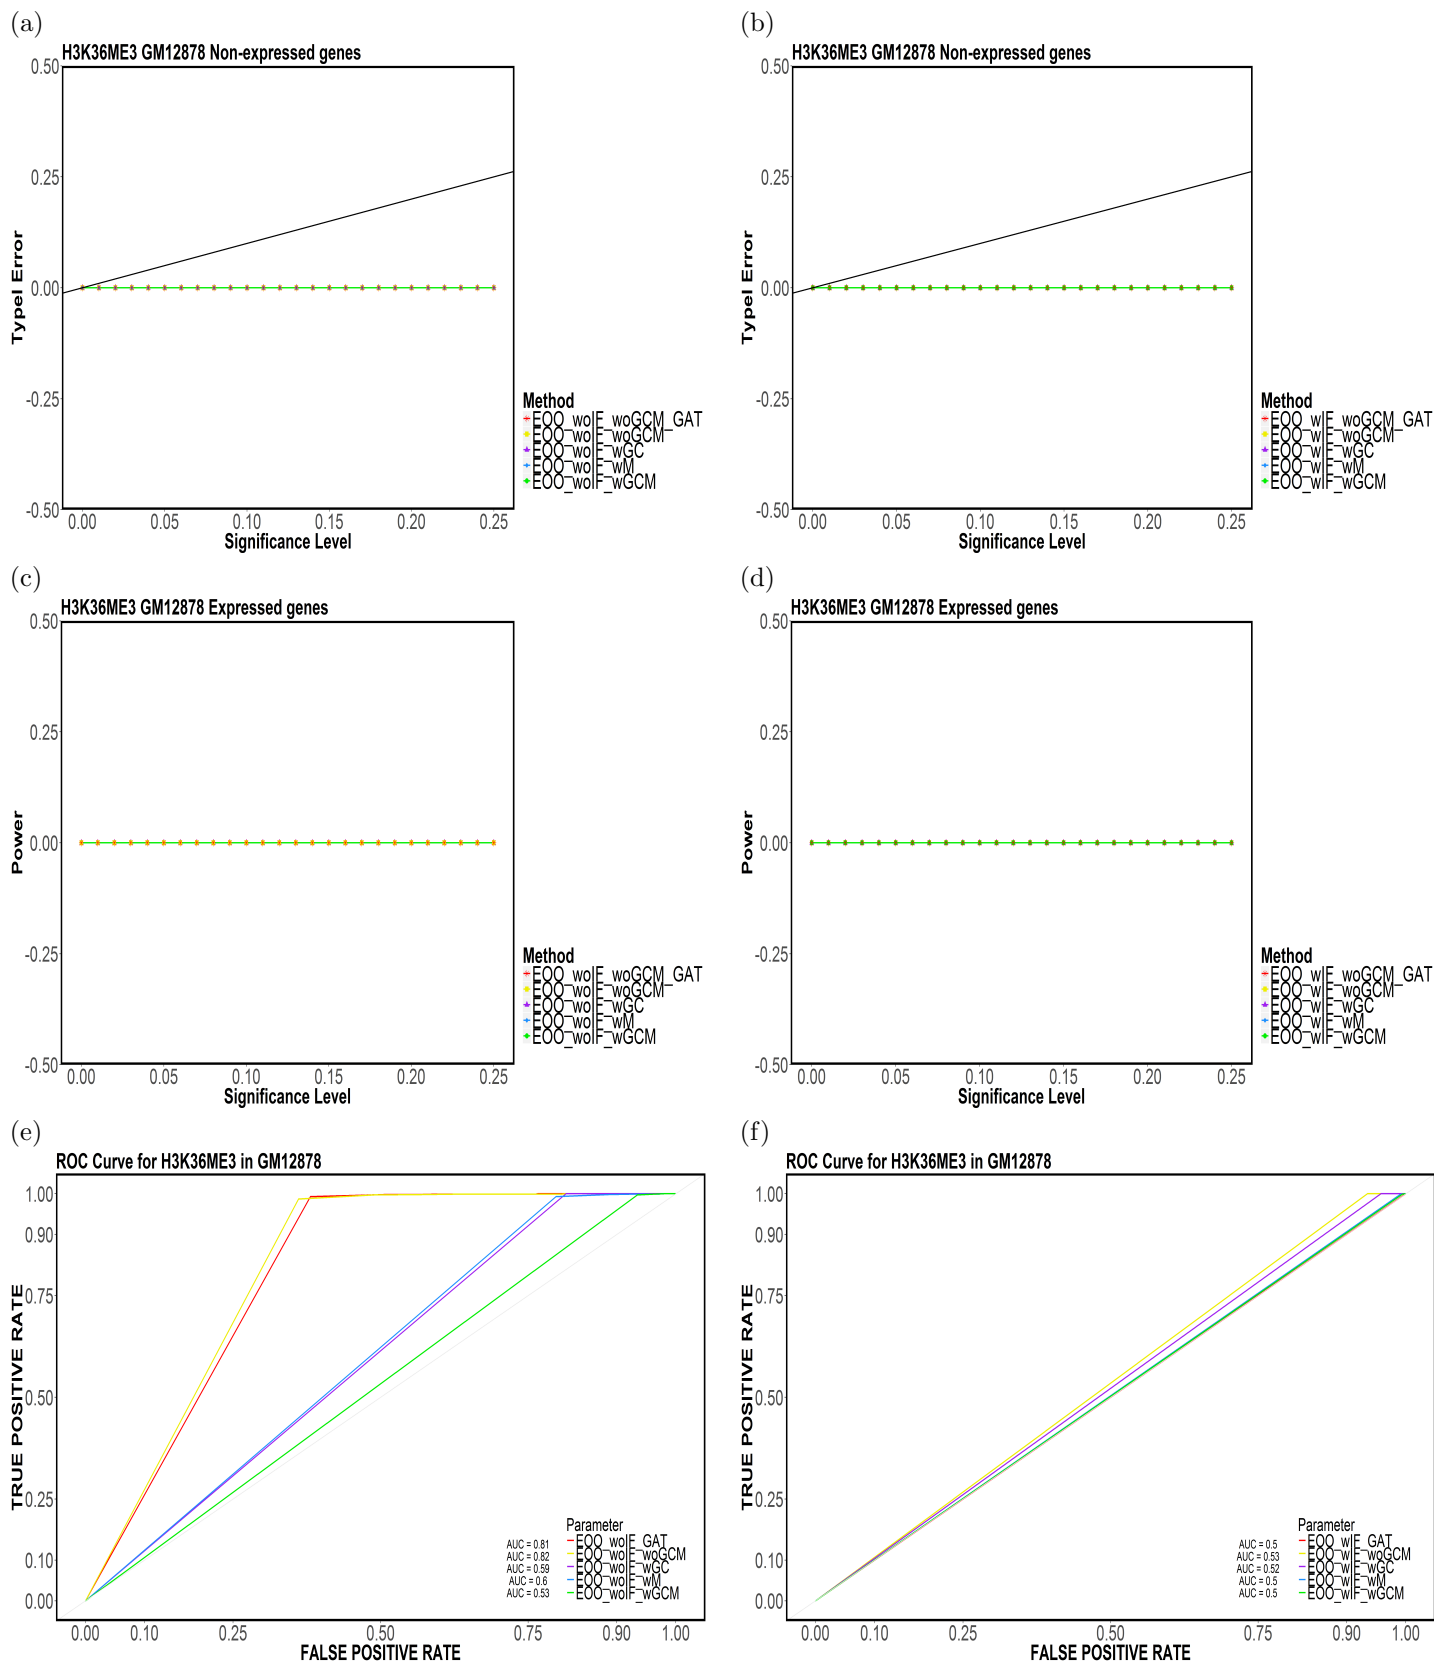 (a)
H3K36ME3 GM12878 Non-expressed genes
0.50
0.25
0.00
-0.25
-0.50
TypeI Error
0.00 0.05 0.10 0.15 0.20 0.25
Significance Level
Method
EOO_woIF_woGCM_GAT
EOO_woIF_woGCM
EOO_woIF_wGC
EOO_woIF_wM
EOO_woIF_wGCM
(b)
H3K36ME3 GM12878 Non-expressed genes
0.50
0.25
0.00
-0.25
-0.50
TypeI Error
0.00 0.05 0.10 0.15 0.20 0.25
Significance Level
Method
EOO_wIF_woGCM_GAT
EOO_wIF_woGCM
EOO_wIF_wGC
EOO_wIF_wM
EOO_wIF_wGCM
(c)
H3K36ME3 GM12878 Expressed genes
0.50
0.25
0.00
-0.25
-0.50
Power
0.00 0.05 0.10 0.15 0.20 0.25
Significance Level
Method
EOO_woIF_woGCM_GAT
EOO_woIF_woGCM
EOO_woIF_wGC
EOO_woIF_wM
EOO_woIF_wGCM
(d)
H3K36ME3 GM12878 Expressed genes
0.50
0.25
0.00
-0.25
-0.50
Power
0.00 0.05 0.10 0.15 0.20 0.25
Significance Level
Method
EOO_wIF_woGCM_GAT
EOO_wIF_woGCM
EOO_wIF_wGC
EOO_wIF_wM
EOO_wIF_wGCM
(e)
ROC Curve for H3K36ME3 in GM12878
1.00
0.90
0.75
0.50
0.25
0.10
0.00
TRUE POSITIVE RATE
0.00 0.10 0.25 0.50 0.75 0.90 1.00
FALSE POSITIVE RATE
Parameter
AUC = 0.81 EOO_woIF_GAT
AUC = 0.82 EOO_woIF_woGCM
AUC = 0.59 EOO_woIF_wGC
AUC = 0.6 EOO_woIF_wM
AUC = 0.53 EOO_woIF_wGCM
(f)
ROC Curve for H3K36ME3 in GM12878
1.00
0.90
0.75
0.50
0.25
0.10
0.00
TRUE POSITIVE RATE
0.00 0.10 0.25 0.50 0.75 0.90 1.00
FALSE POSITIVE RATE
Parameter
AUC = 0.5 EOO_wIF_GAT
AUC = 0.53 EOO_wIF_woGCM
AUC = 0.52 EOO_wIF_wGC
AUC = 0.5 EOO_wIF_wM
AUC = 0.5 EOO_wIF_wGCM